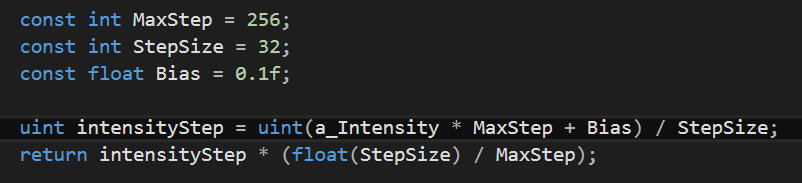 const int MaxStep = 256;
const int StepSize = 32;
const float Bias = 0.1f;
uint intensityStep = uint(a_Intensity * MaxStep + Bias) / StepSize;
return intensityStep * (float(StepSize) / MaxStep);